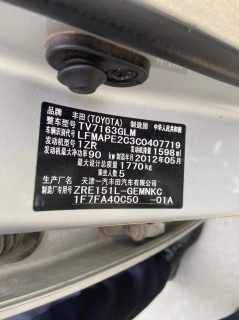 品牌 丰田(TOYOTA) 制造国 中华人民共和国
整车型号 TV7163GLM
车辆识别代号 LFMAPE2C3C0407719
发动机型号 1ZR 发动机排量 1598ml
发动机最大净功率 90 kw 制造年月 2012年05月
最大设计总质量 1770kg
乘坐人数 5
制造 天津一汽丰田汽车有限公司
ZRE151L-GEMNKC
1F7FA40C50 -01A